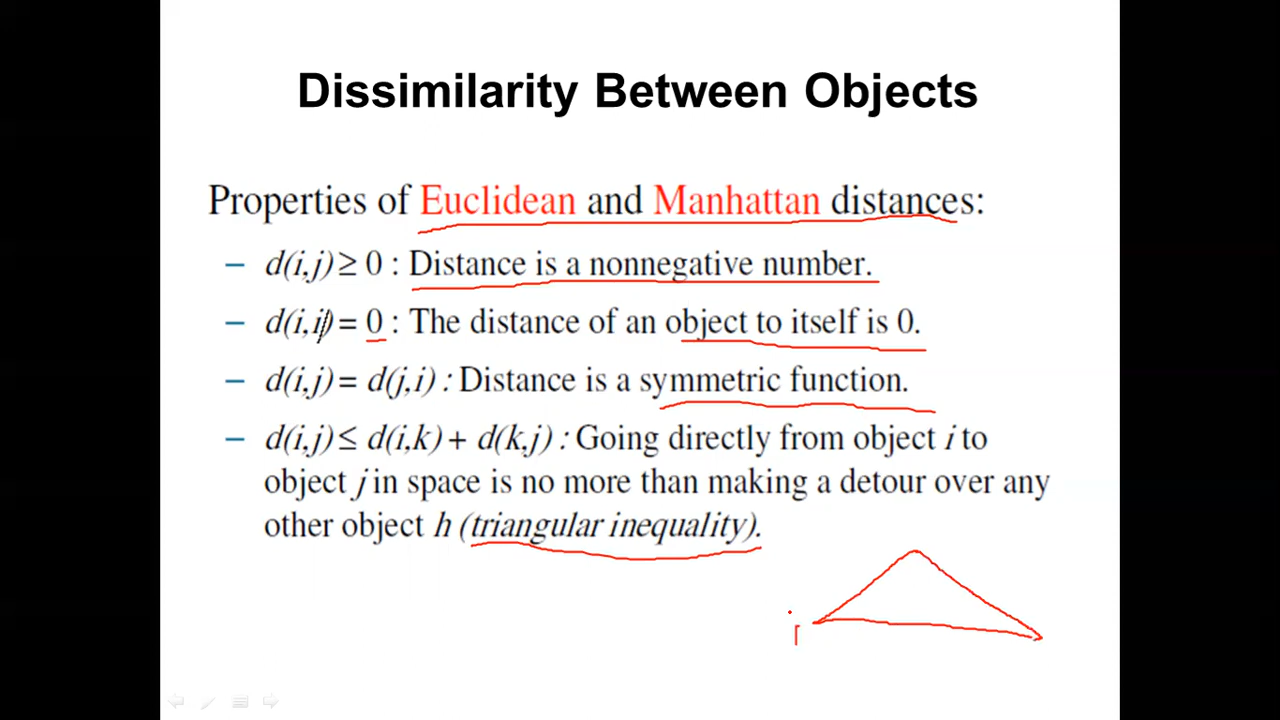 Dissimilarity Between Objects
Properties of Euclidean and Manhattan distances:
– d(i,j) ≥ 0 : Distance is a nonnegative number.
– d(i,i) = 0 : The distance of an object to itself is 0.
– d(i,j) = d(j,i) : Distance is a symmetric function.
– d(i,j) ≤ d(i,k) + d(k,j) : Going directly from object i to
object j in space is no more than making a detour over any
other object h (triangular inequality).
i